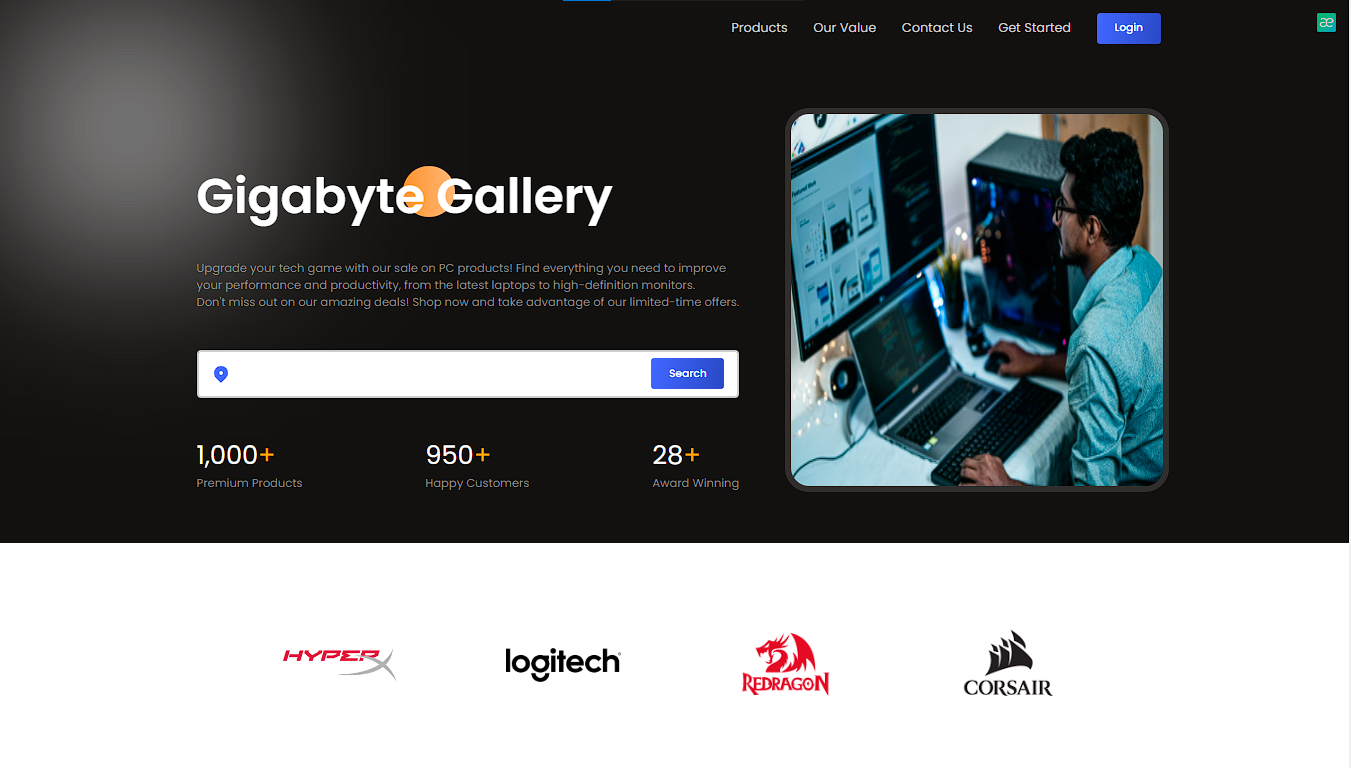 Products Our Value Contact Us Get Started Login
æ
Gigabyte Gallery
Upgrade your tech game with our sale on PC products! Find everything you need to improve
your performance and productivity, from the latest laptops to high-definition monitors.
Don't miss out on our amazing deals! Shop now and take advantage of our limited-time offers.
Search
1,000+ 950+ 28+
Premium Products Happy Customers Award Winning
Featured Work
HYPERX logitech REDRAGON CORSAIR